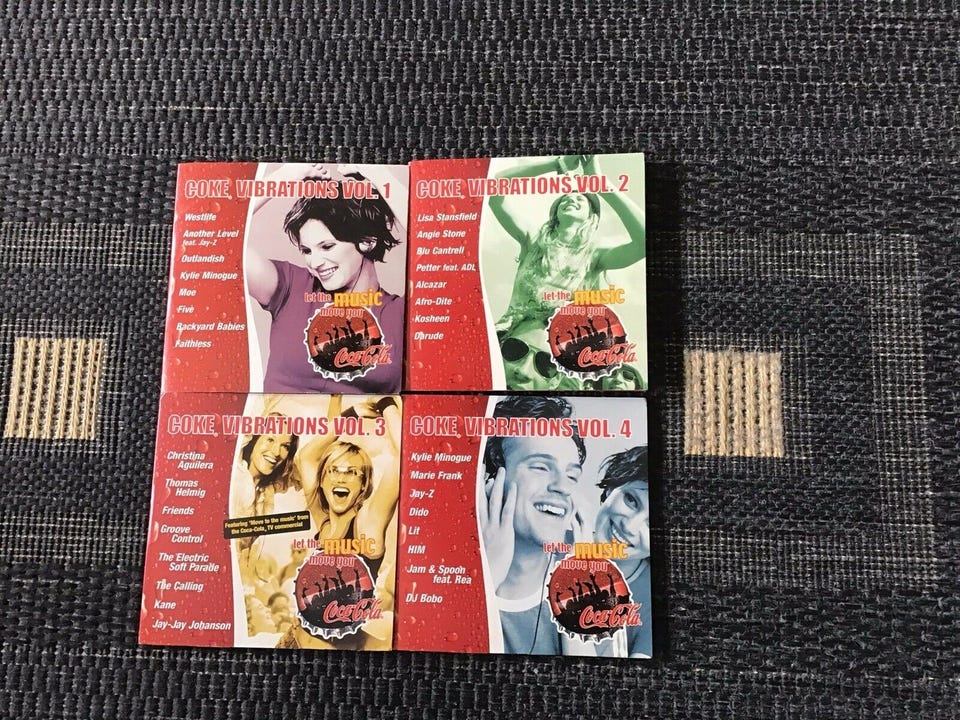 COKE VIBRATIONS VOL. 1
Westlife
Another Level
feat. Jay-Z
Outlandish
Kylie Minogue
Moe
Five
Backyard Babies
Faithless
let the music
move you
Coca-Cola
COKE VIBRATIONS VOL. 2
Lisa Stansfield
Angie Stone
Blu Cantrell
Petter feat. ADL
Alcazar
Afro-Dite
Kosheen
Darude
let the music
move you
Coca-Cola
COKE VIBRATIONS VOL. 3
Christina
Aguilera
Thomas
Helmig
Friends
Groove
Control
The Electric
Soft Parade
The Calling
Kane
Jay-Jay Johanson
Featuring 'Move to the music' from
the Coca-Cola, TV commercial
let the music
move you
Coca-Cola
COKE VIBRATIONS VOL. 4
Kylie Minogue
Marie Frank
Jay-Z
Dido
Lit
HIM
Jam & Spoon
feat. Rea
DJ Bobo
let the music
move you
Coca-Cola